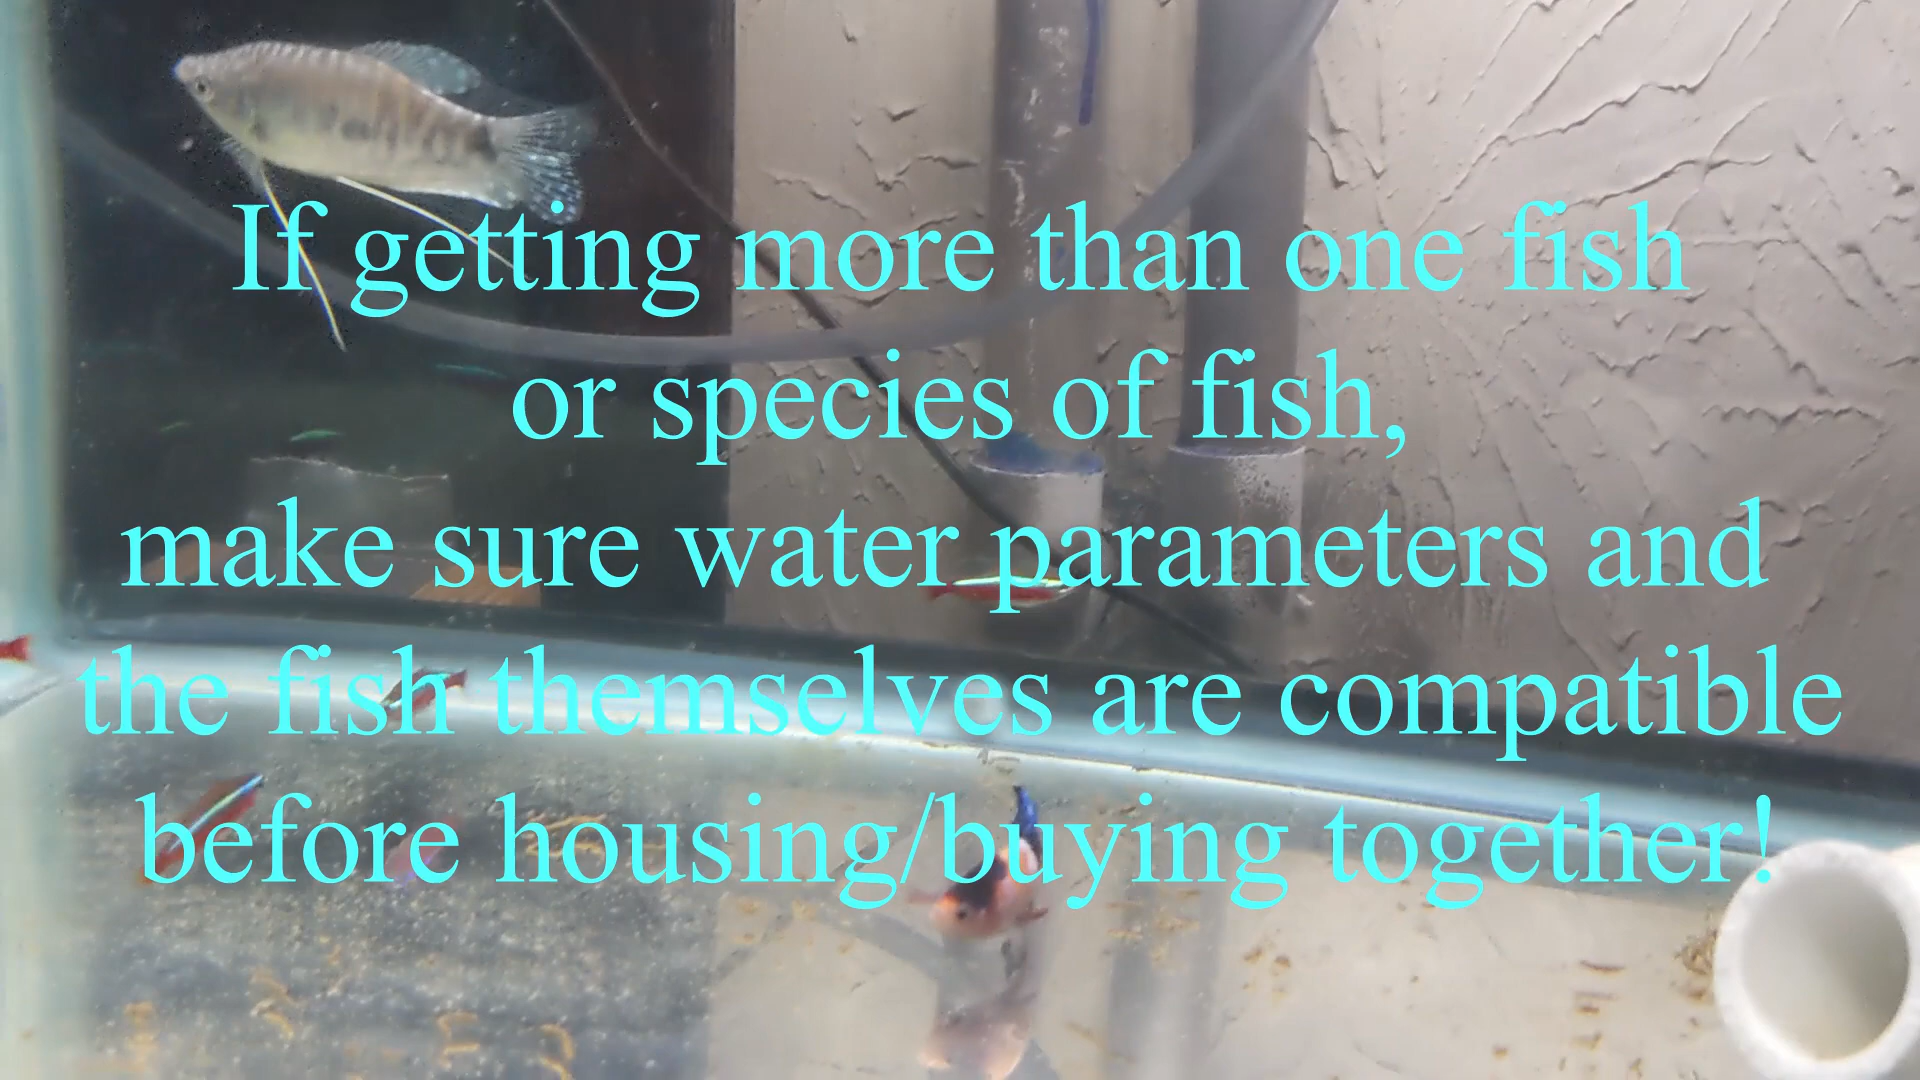 If getting more than one fish
or species of fish,
make sure water parameters and
the fish themselves are compatible
before housing/buying together!